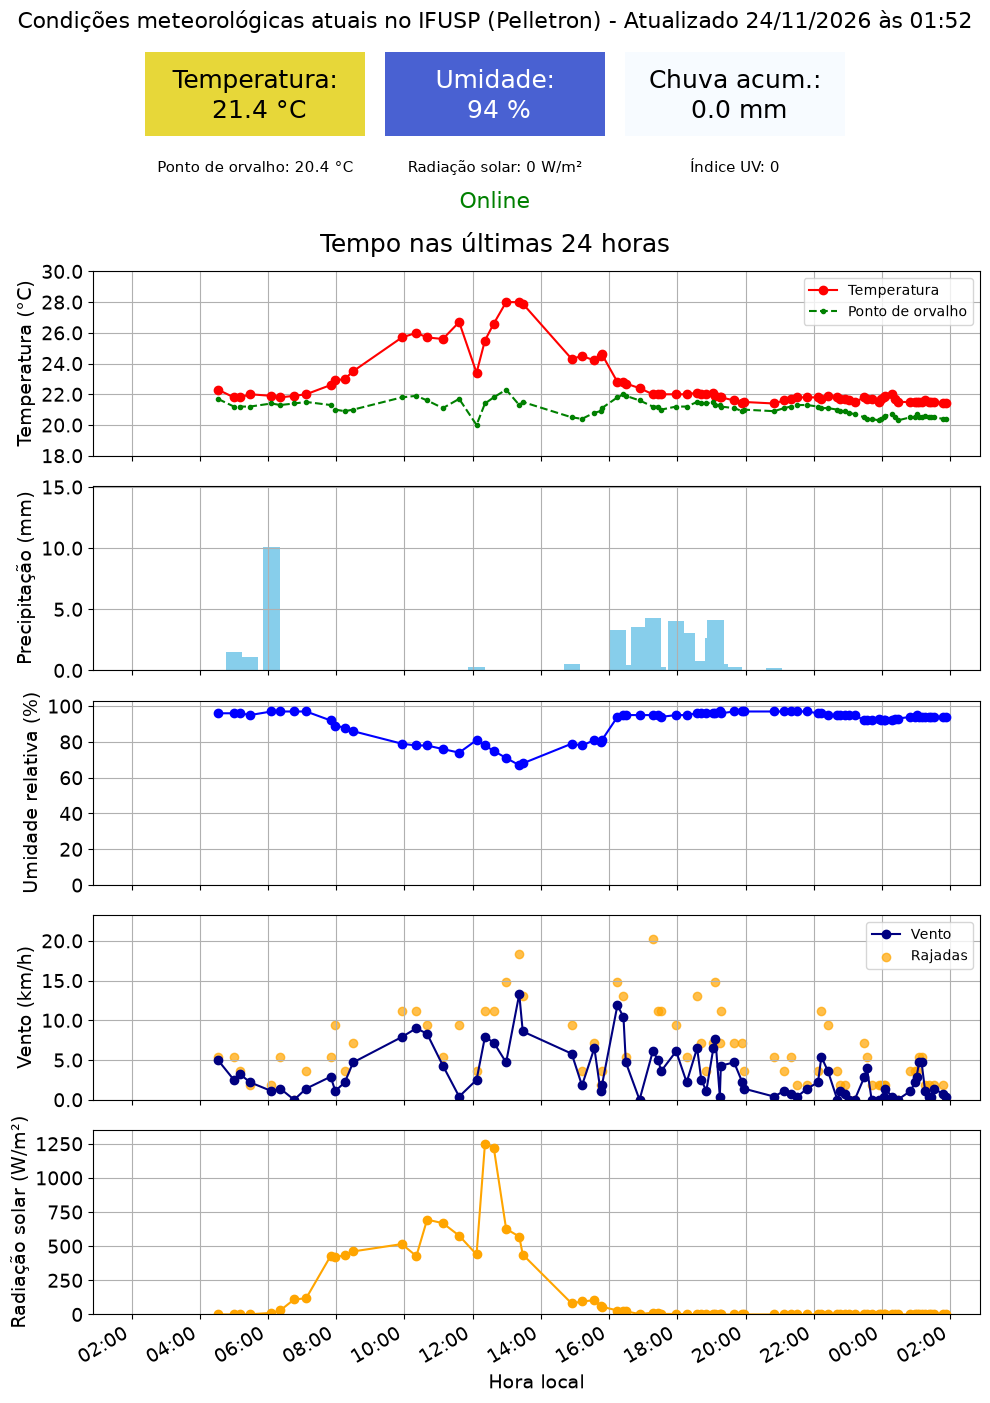 Condições meteorológicas atuais no IFUSP (Pelletron) - Atualizado 24/11/2026 às 01:52
Temperatura:
21.4 °C
Umidade:
94 %
Chuva acum.:
0.0 mm
Ponto de orvalho: 20.4 °C
Radiação solar: 0 W/m²
Índice UV: 0
Online
Tempo nas últimas 24 horas
Temperatura (°C)
30.0
28.0
26.0
24.0
22.0
20.0
18.0
Temperatura
Ponto de orvalho
Precipitação (mm)
15.0
10.0
5.0
0.0
Umidade relativa (%)
100
80
60
40
20
0
Vento (km/h)
20.0
15.0
10.0
5.0
0.0
Vento
Rajadas
Radiação solar (W/m²)
1250
1000
750
500
250
0
02:00
04:00
06:00
08:00
10:00
12:00
14:00
16:00
18:00
20:00
22:00
00:00
02:00
Hora local